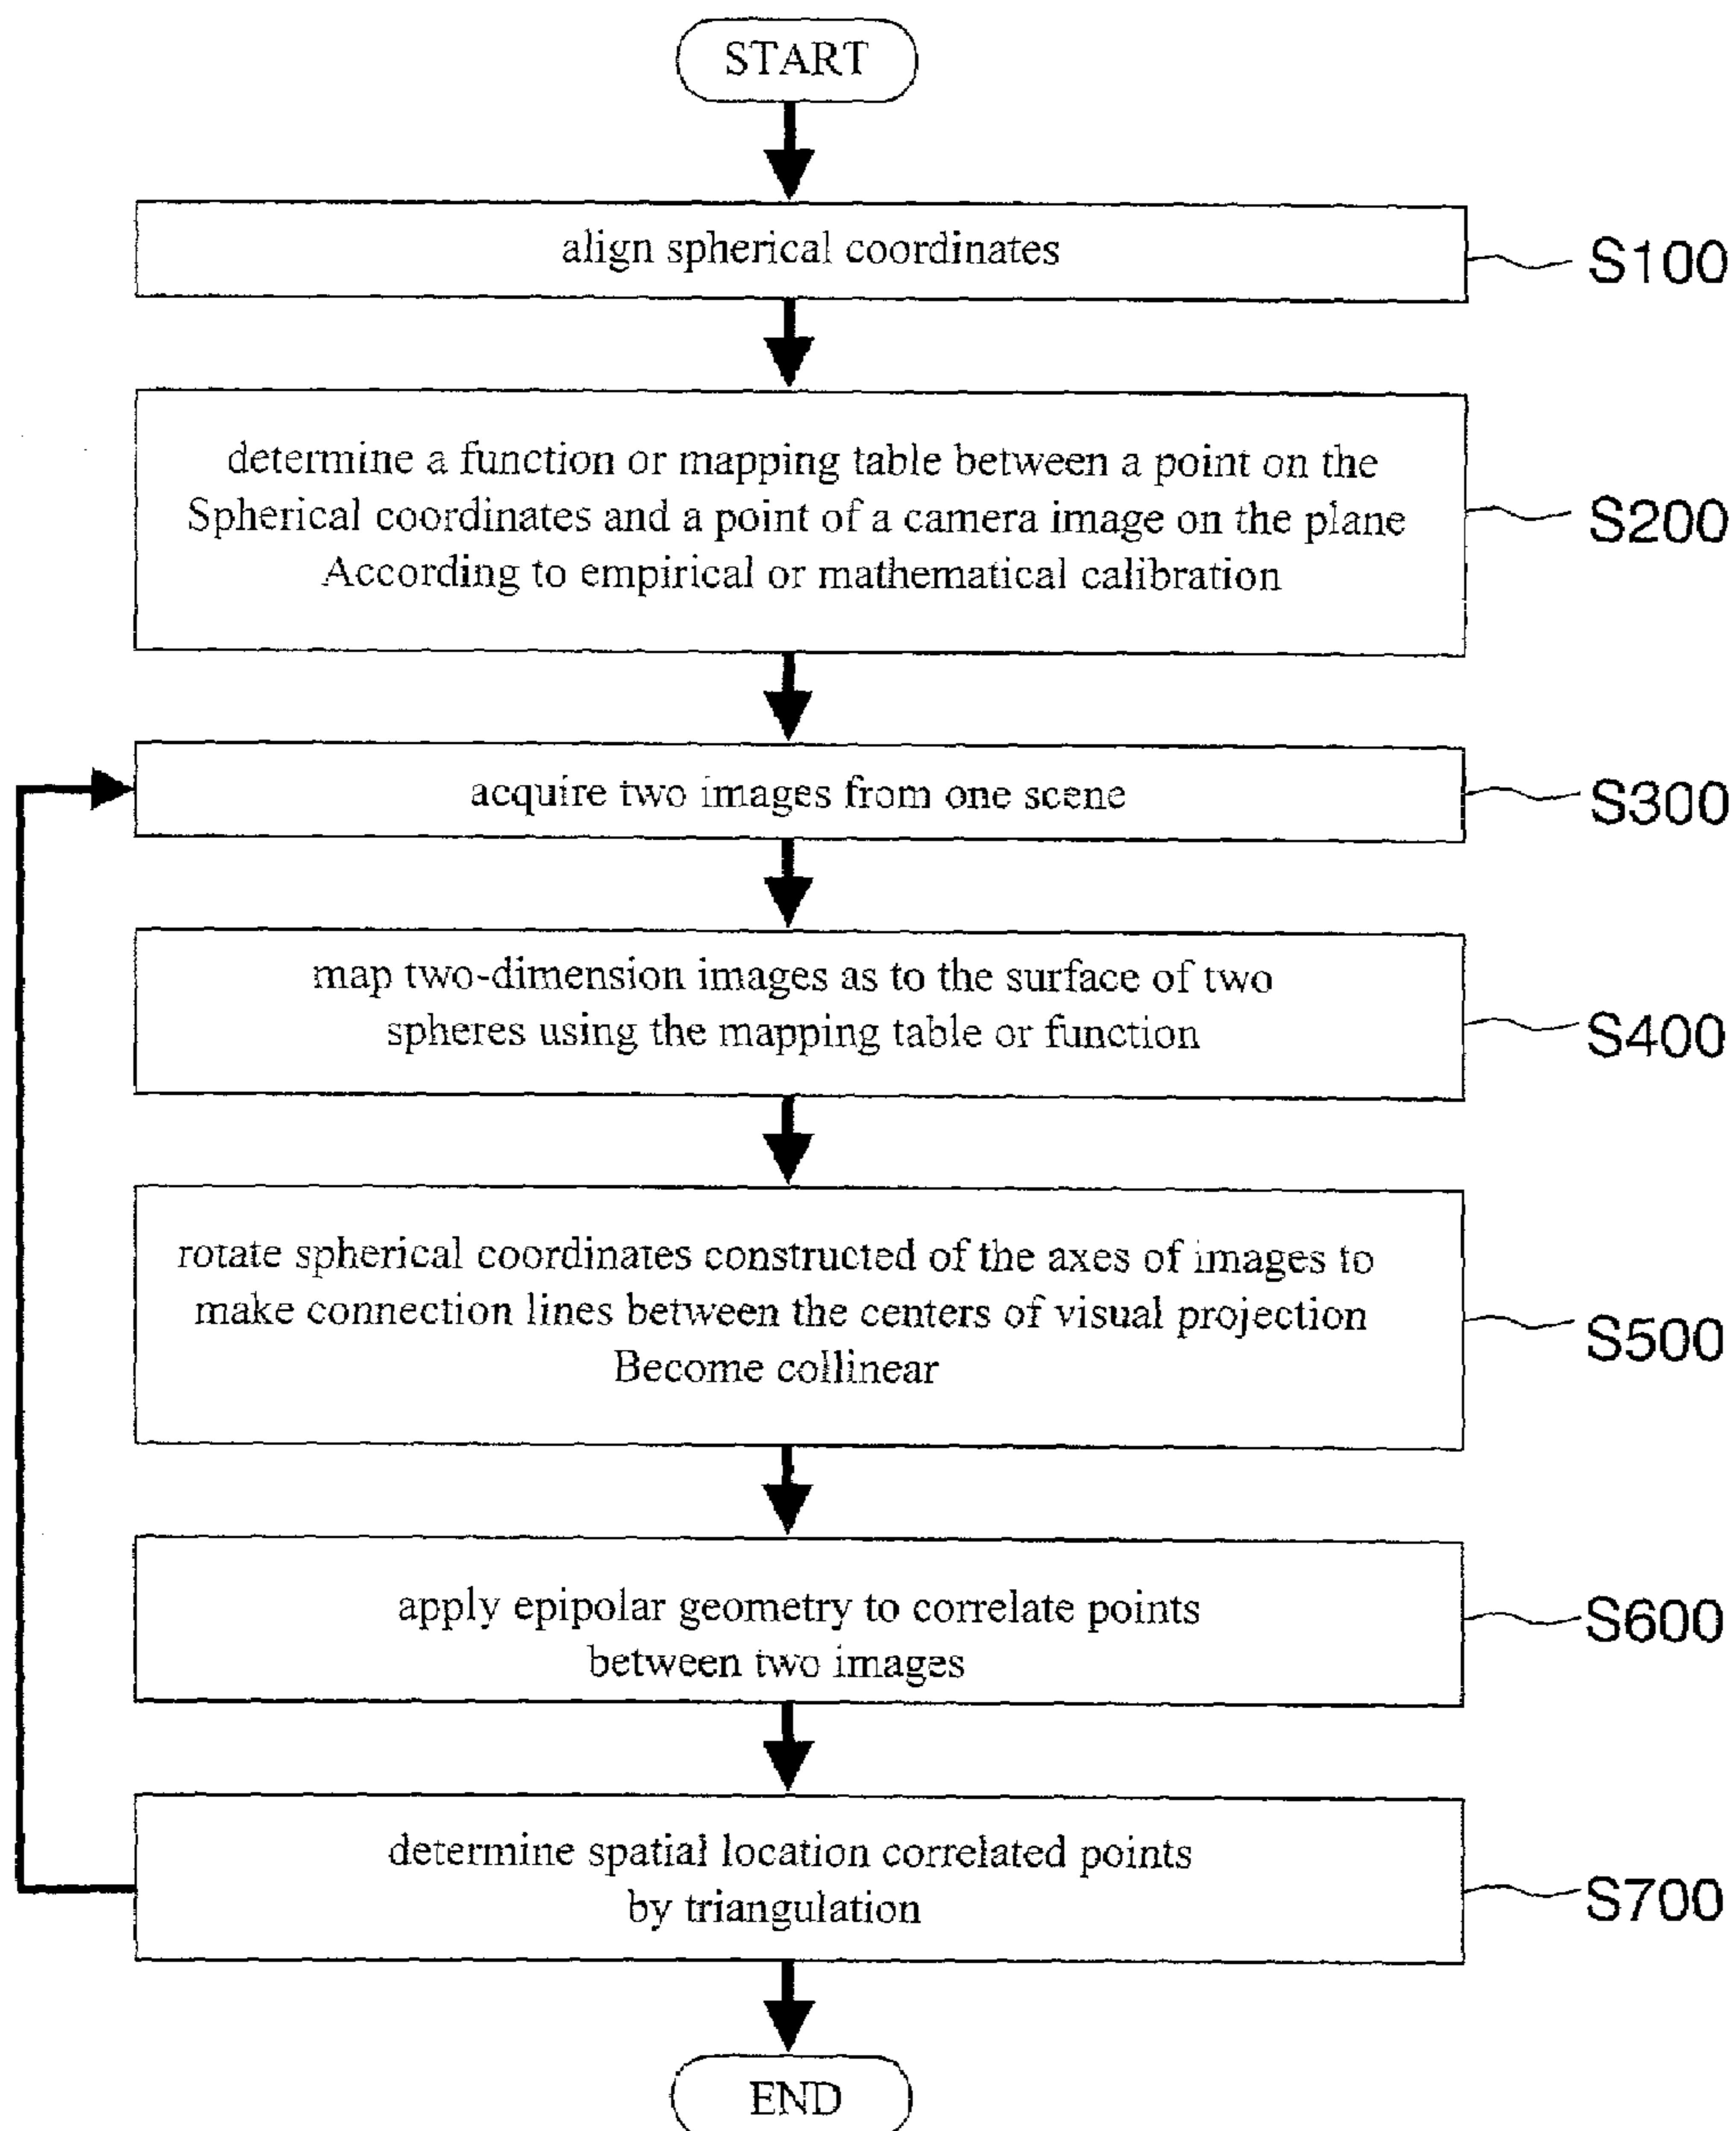 START
align spherical coordinates
S100
determine a function or mapping table between a point on the
Spherical coordinates and a point of a camera image on the plane
According to empirical or mathematical calibration
S200
acquire two images from one scene
S300
map two-dimension images as to the surface of two
spheres using the mapping table or function
S400
rotate spherical coordinates constructed of the axes of images to
make connection lines between the centers of visual projection
Become collinear
S500
apply epipolar geometry to correlate points
between two images
S600
determine spatial location correlated points
by triangulation
S700
END